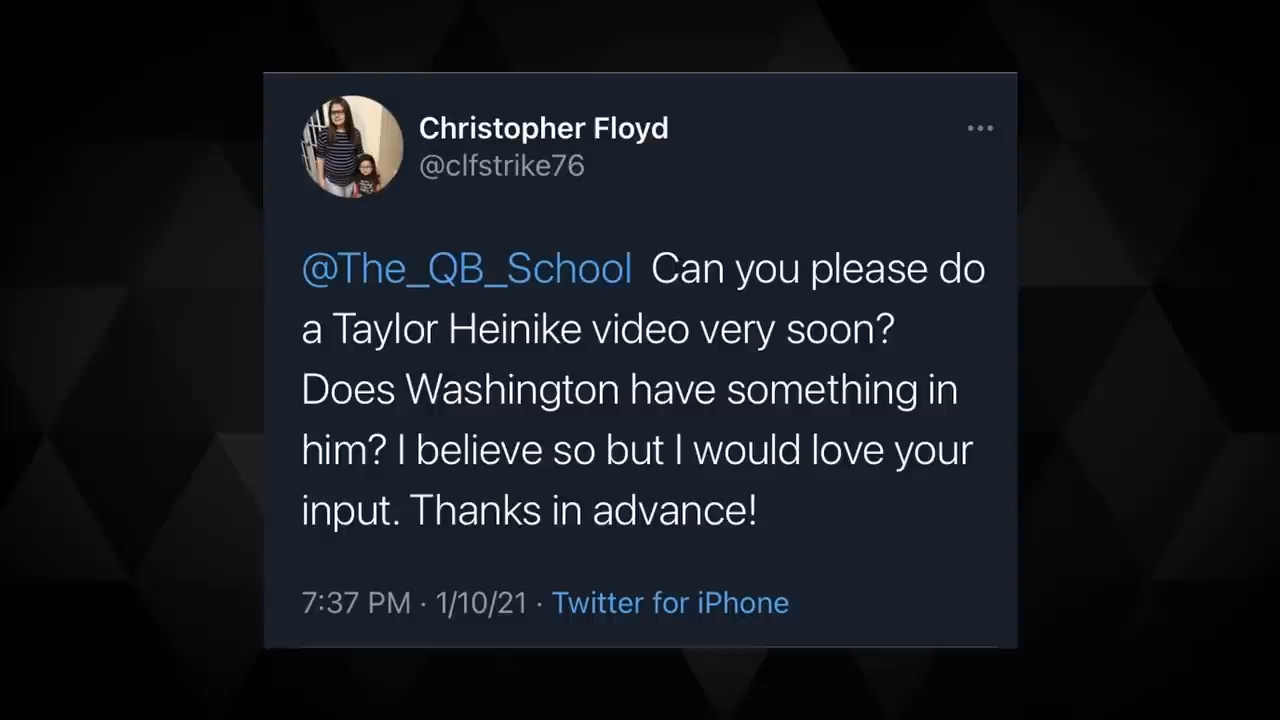 Christopher Floyd
@clfstrike76
@The_QB_School Can you please do
a Taylor Heinike video very soon?
Does Washington have something in
him? I believe so but I would love your
input. Thanks in advance!
7:37 PM · 1/10/21 · Twitter for iPhone